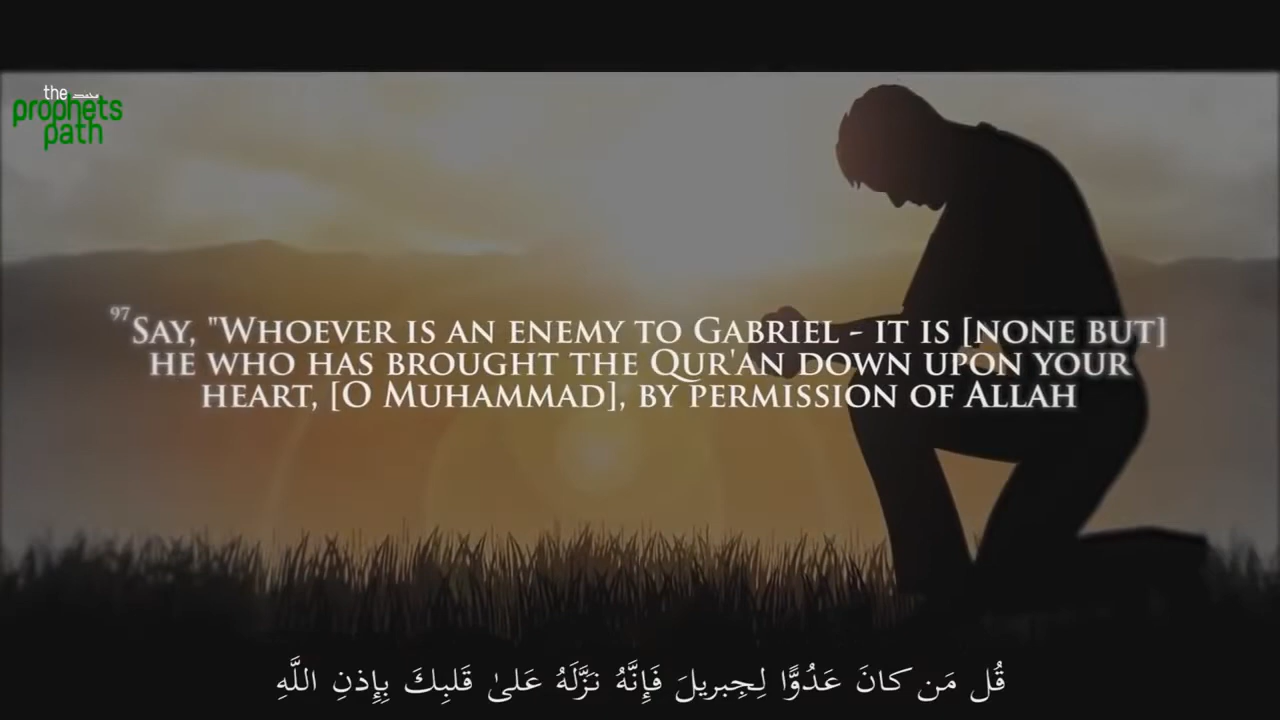 the
prophets
path
97 Say, "Whoever is an enemy to Gabriel - it is [none but]
he who has brought the Qur'an down upon your
heart, [O Muhammad], by permission of Allah
قُل مَن كانَ عَدُوًّا لِجِبريلَ فَإِنَّهُ نَزَّلَهُ عَلىٰ قَلبِكَ بِإِذنِ اللَّهِ